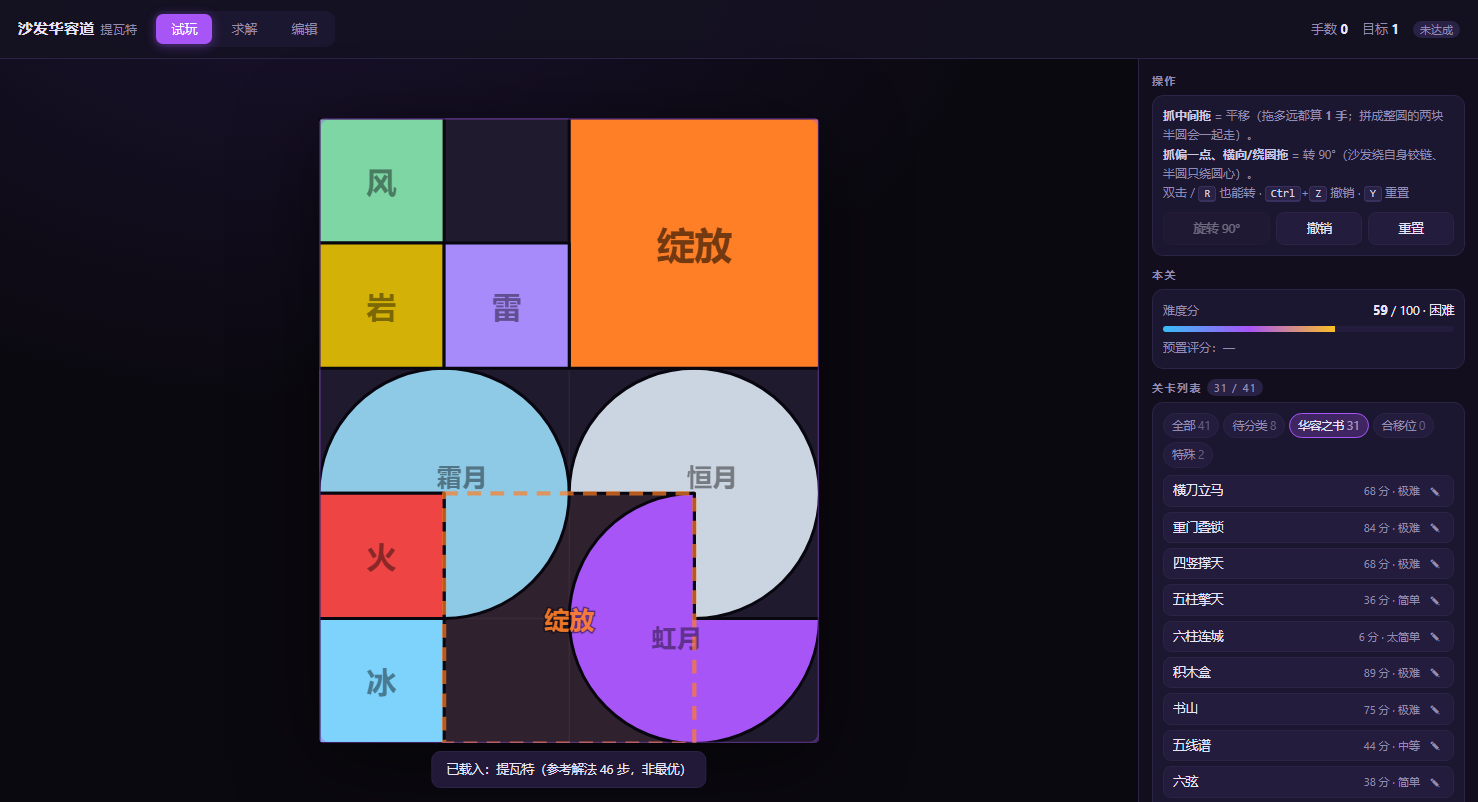 沙发华容道 提瓦特 试玩 求解 编辑 手数 0 目标 1 未达成
风
绽放
岩 雷
霜月 恒月
火
绽放
虹月
冰
已载入：提瓦特（参考解法 46 步，非最优）
操作
抓中间拖 = 平移（拖多远都算 1 手；拼成整圆的两块
半圆会一起走）。
抓偏一点、横向/绕圆拖 = 转 90°（沙发绕自身铰链、
半圆只绕圆心）。
双击 / R 也能转 · Ctrl + Z 撤销 · Y 重置
旋转 90° 撤销 重置
本关
难度分 59 / 100 · 困难
预置评分：—
关卡列表 31 / 41
全部 41 待分类 8 华容之书 31 合移位 0
特殊 2
横刀立马 68 分 · 极难
重门叠锁 84 分 · 极难
四竖撑天 68 分 · 极难
五柱擎天 36 分 · 简单
六柱连城 6 分 · 太简单
积木盒 89 分 · 极难
书山 75 分 · 极难
五线谱 44 分 · 中等
六弦 38 分 · 简单